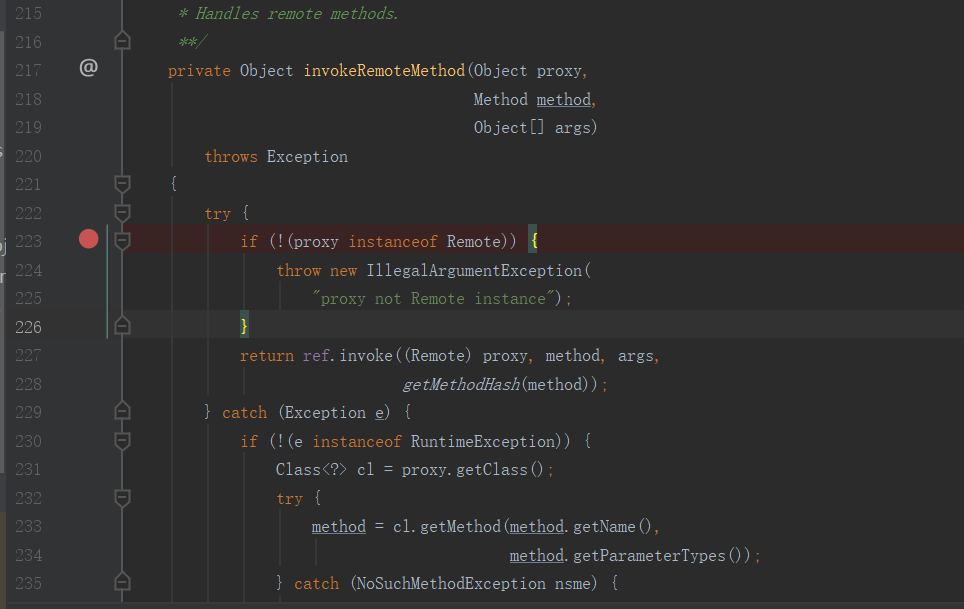 215 * Handles remote methods.
216 **/
217 @ private Object invokeRemoteMethod(Object proxy,
218 Method method,
219 Object[] args)
220 throws Exception
221 {
222 try {
223 if (!(proxy instanceof Remote)) {
224 throw new IllegalArgumentException(
225 "proxy not Remote instance");
226 }
227 return ref.invoke((Remote) proxy, method, args,
228 getMethodHash(method));
229 } catch (Exception e) {
230 if (!(e instanceof RuntimeException)) {
231 Class<?> cl = proxy.getClass();
232 try {
233 method = cl.getMethod(method.getName(),
234 method.getParameterTypes());
235 } catch (NoSuchMethodException nsme) {